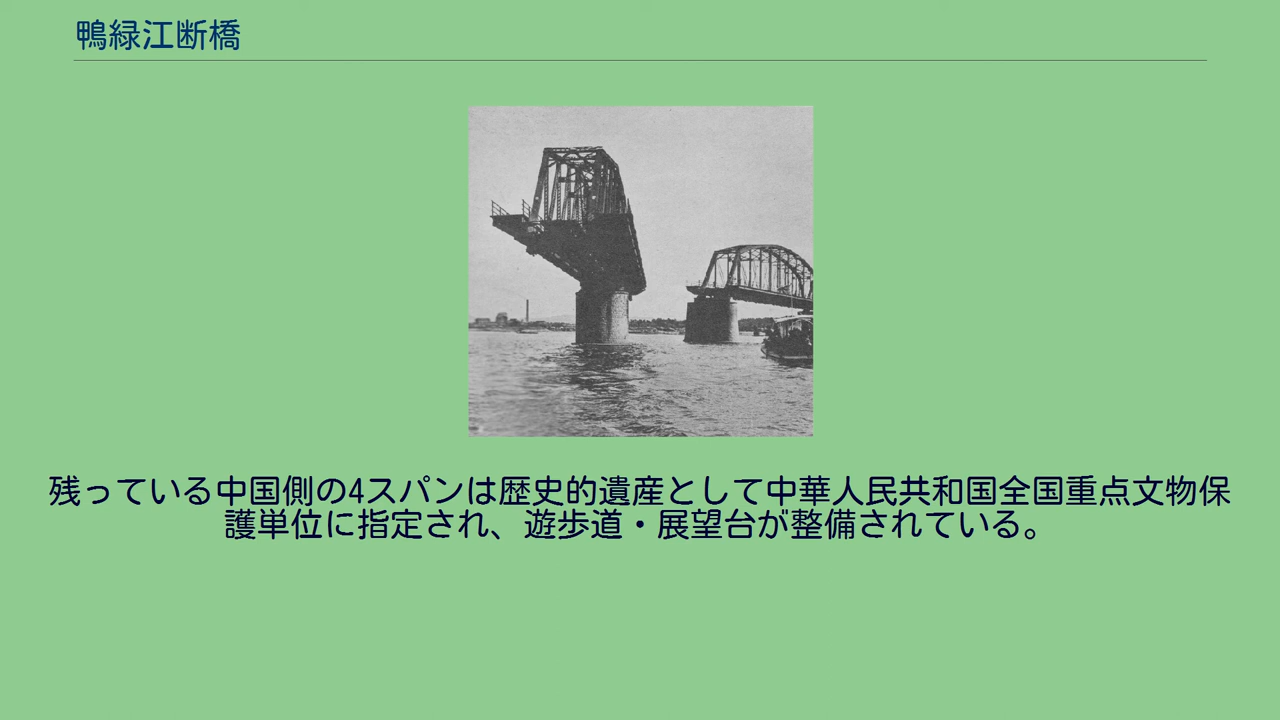 鴨緑江断橋
残っている中国側の4スパンは歴史的遺産として中華人民共和国全国重点文物保
護単位に指定され、遊歩道・展望台が整備されている。